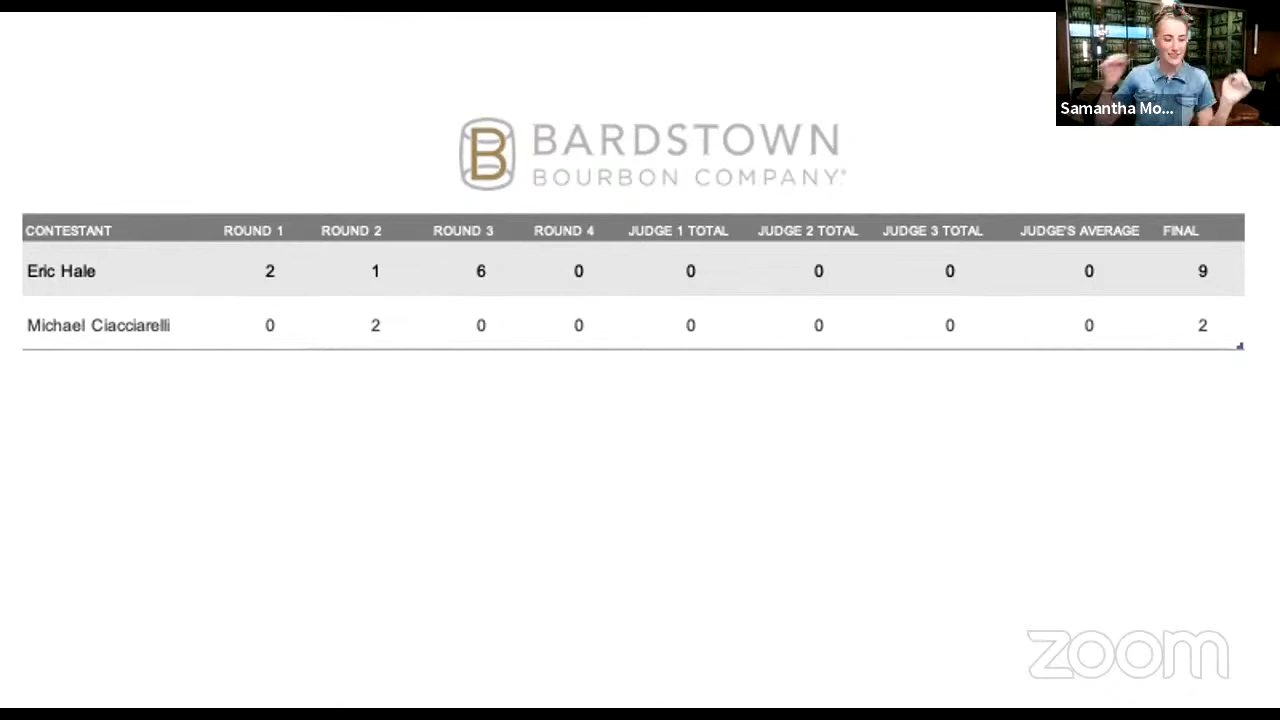 Samantha Mo...
B BARDSTOWN
BOURBON COMPANY®
CONTESTANT ROUND 1 ROUND 2 ROUND 3 ROUND 4 JUDGE 1 TOTAL JUDGE 2 TOTAL JUDGE 3 TOTAL JUDGE'S AVERAGE FINAL
Eric Hale 2 1 6 0 0 0 0 0 9
Michael Ciacciarelli 0 2 0 0 0 0 0 0 2
zoom